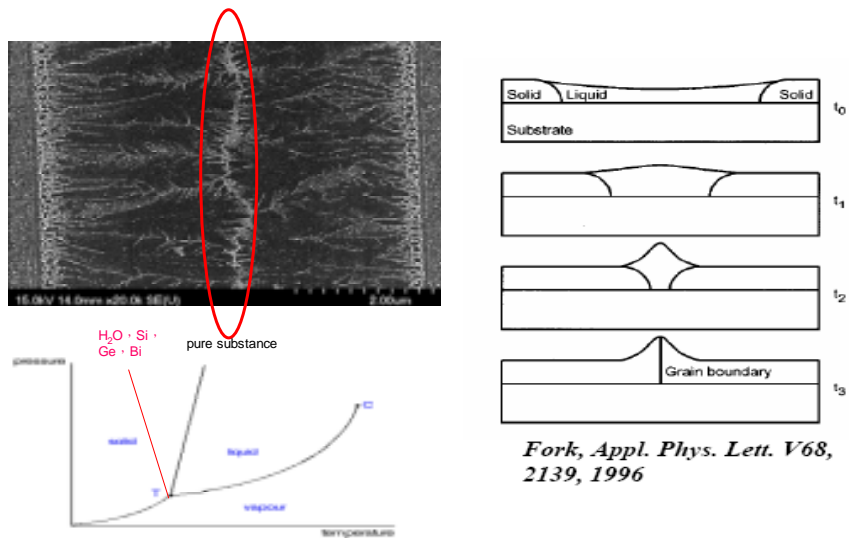 15.0kV 14.0mm x20.0k SE(U) 2.00um
H₂O、Si、
Ge、Bi
pure substance
pressure
C
solid
liquid
T
vapour
temperature
Solid Liquid Solid
t₀
Substrate
t₁
t₂
Grain boundary
t₃
Fork, Appl. Phys. Lett. V68,
2139, 1996